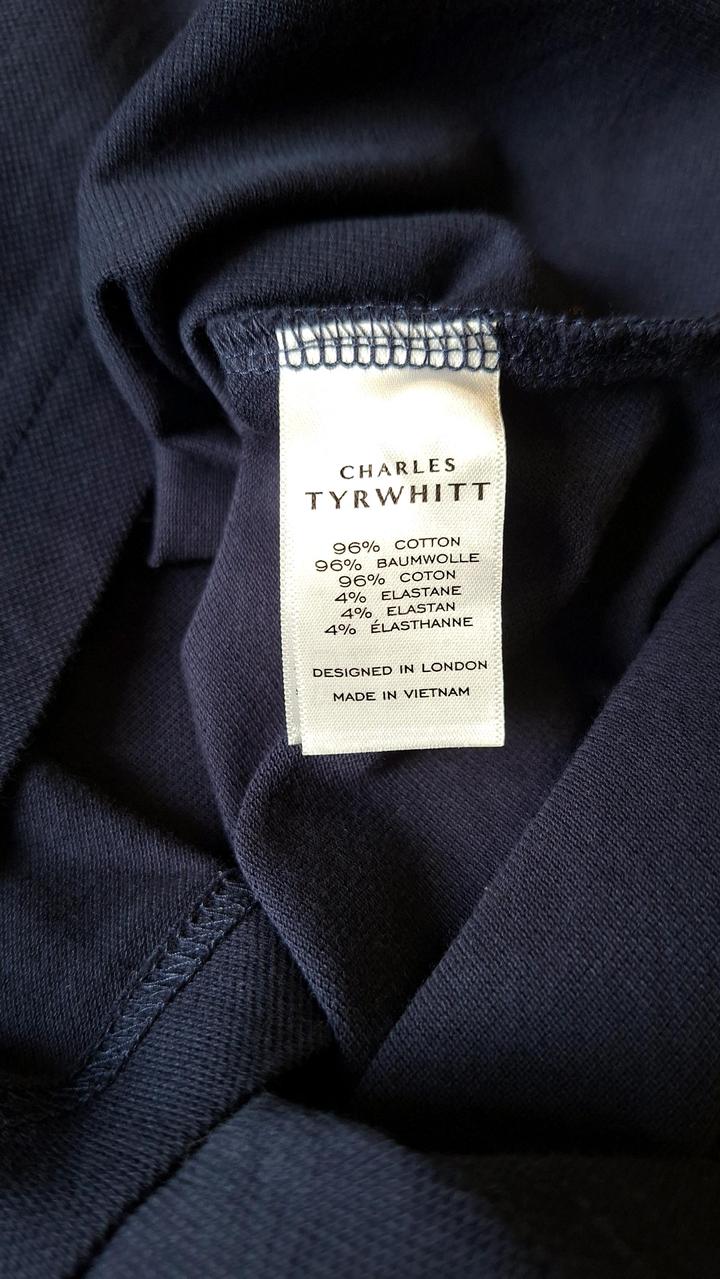 CHARLES
TYRWHITT
96% COTTON
96% BAUMWOLLE
96% COTON
4% ELASTANE
4% ELASTAN
4% ÉLASTHANNE
DESIGNED IN LONDON
MADE IN VIETNAM